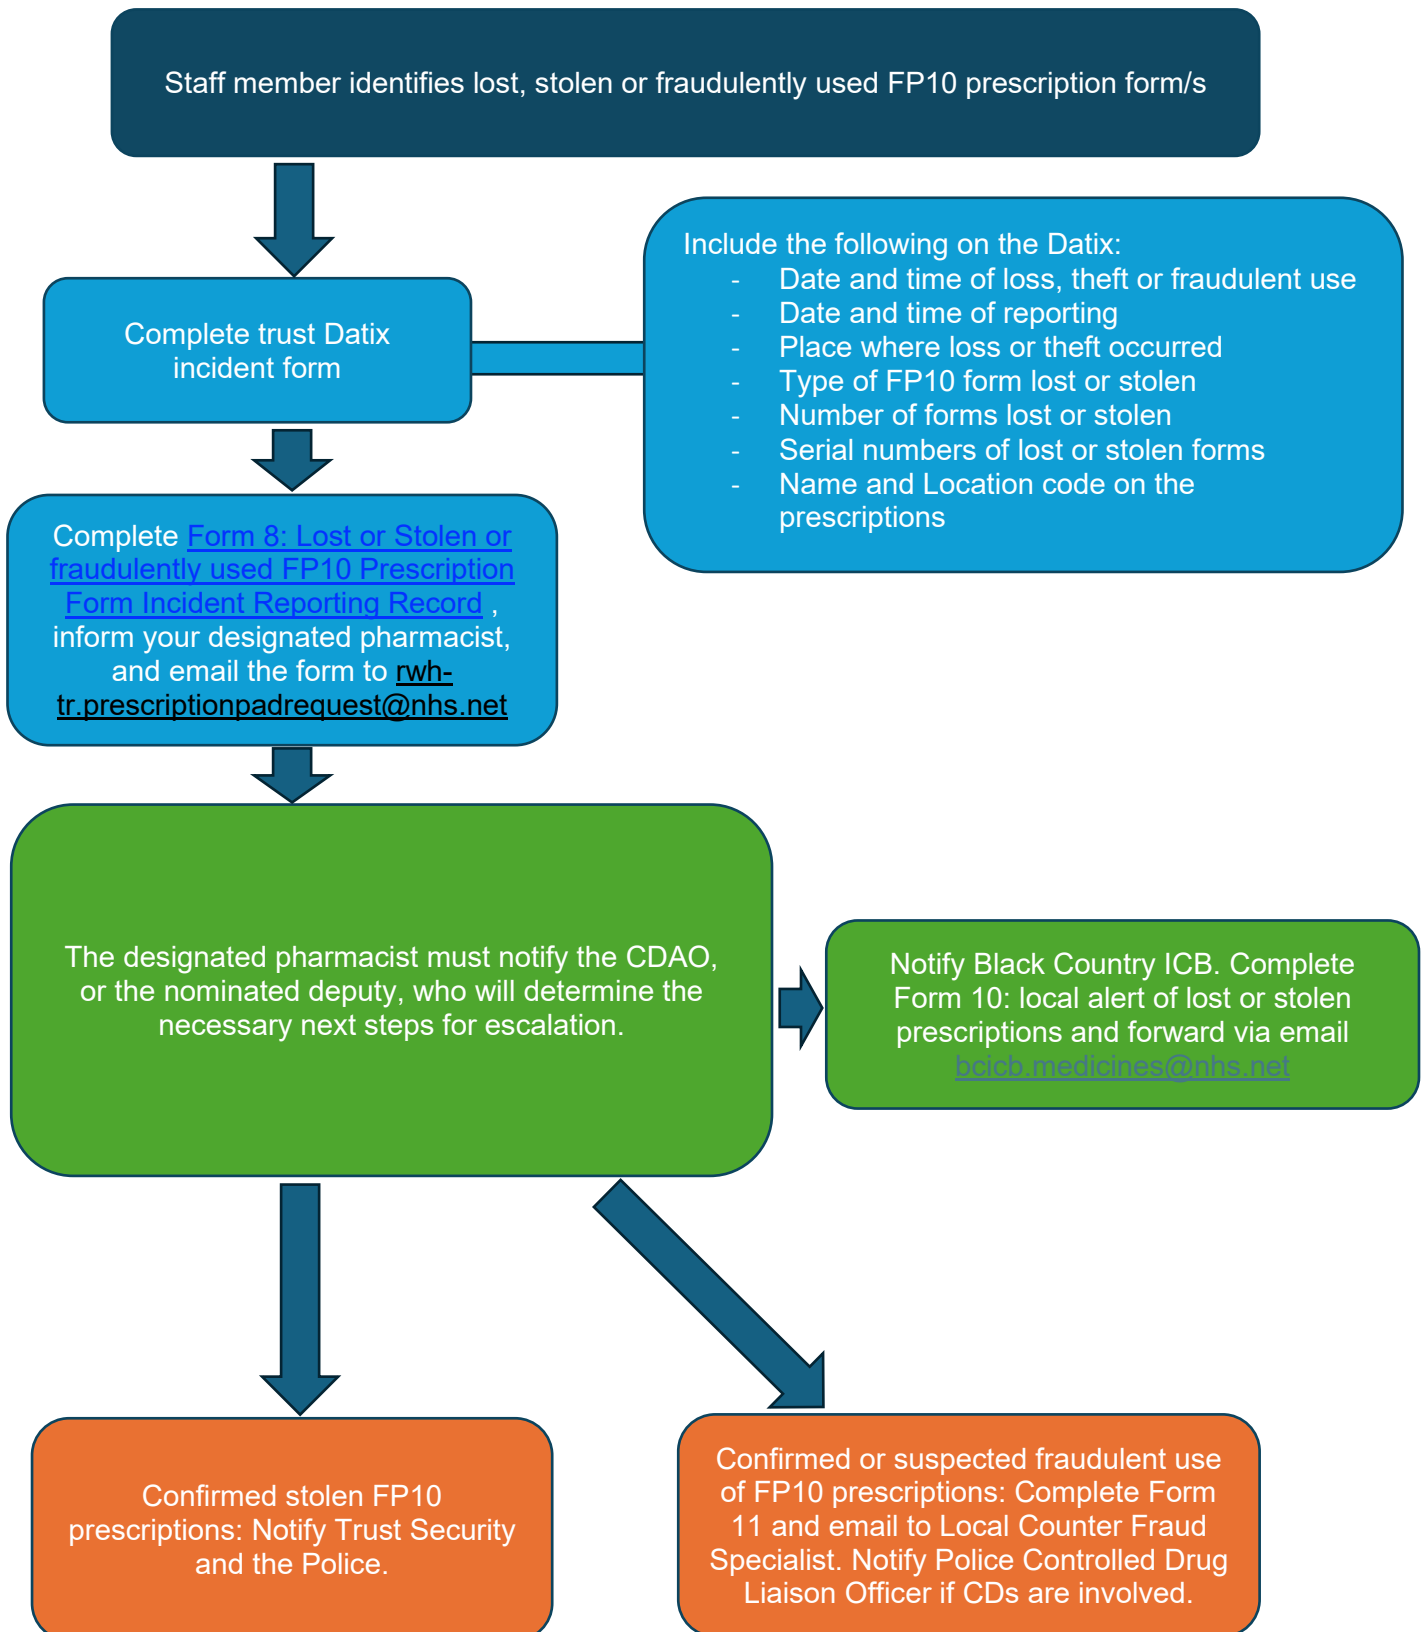 Staff member identifies lost, stolen or fraudulently used FP10 prescription form/s
Complete trust Datix
incident form
Include the following on the Datix:
- Date and time of loss, theft or fraudulent use
- Date and time of reporting
- Place where loss or theft occurred
- Type of FP10 form lost or stolen
- Number of forms lost or stolen
- Serial numbers of lost or stolen forms
- Name and Location code on the
prescriptions
Complete Form 8: Lost or Stolen or
fraudulently used FP10 Prescription
Form Incident Reporting Record ,
inform your designated pharmacist,
and email the form to rwh-
tr.prescriptionpadrequest@nhs.net
The designated pharmacist must notify the CDAO,
or the nominated deputy, who will determine the
necessary next steps for escalation.
Notify Black Country ICB. Complete
Form 10: local alert of lost or stolen
prescriptions and forward via email
bcicb.medicines@nhs.net
Confirmed stolen FP10
prescriptions: Notify Trust Security
and the Police.
Confirmed or suspected fraudulent use
of FP10 prescriptions: Complete Form
11 and email to Local Counter Fraud
Specialist. Notify Police Controlled Drug
Liaison Officer if CDs are involved.